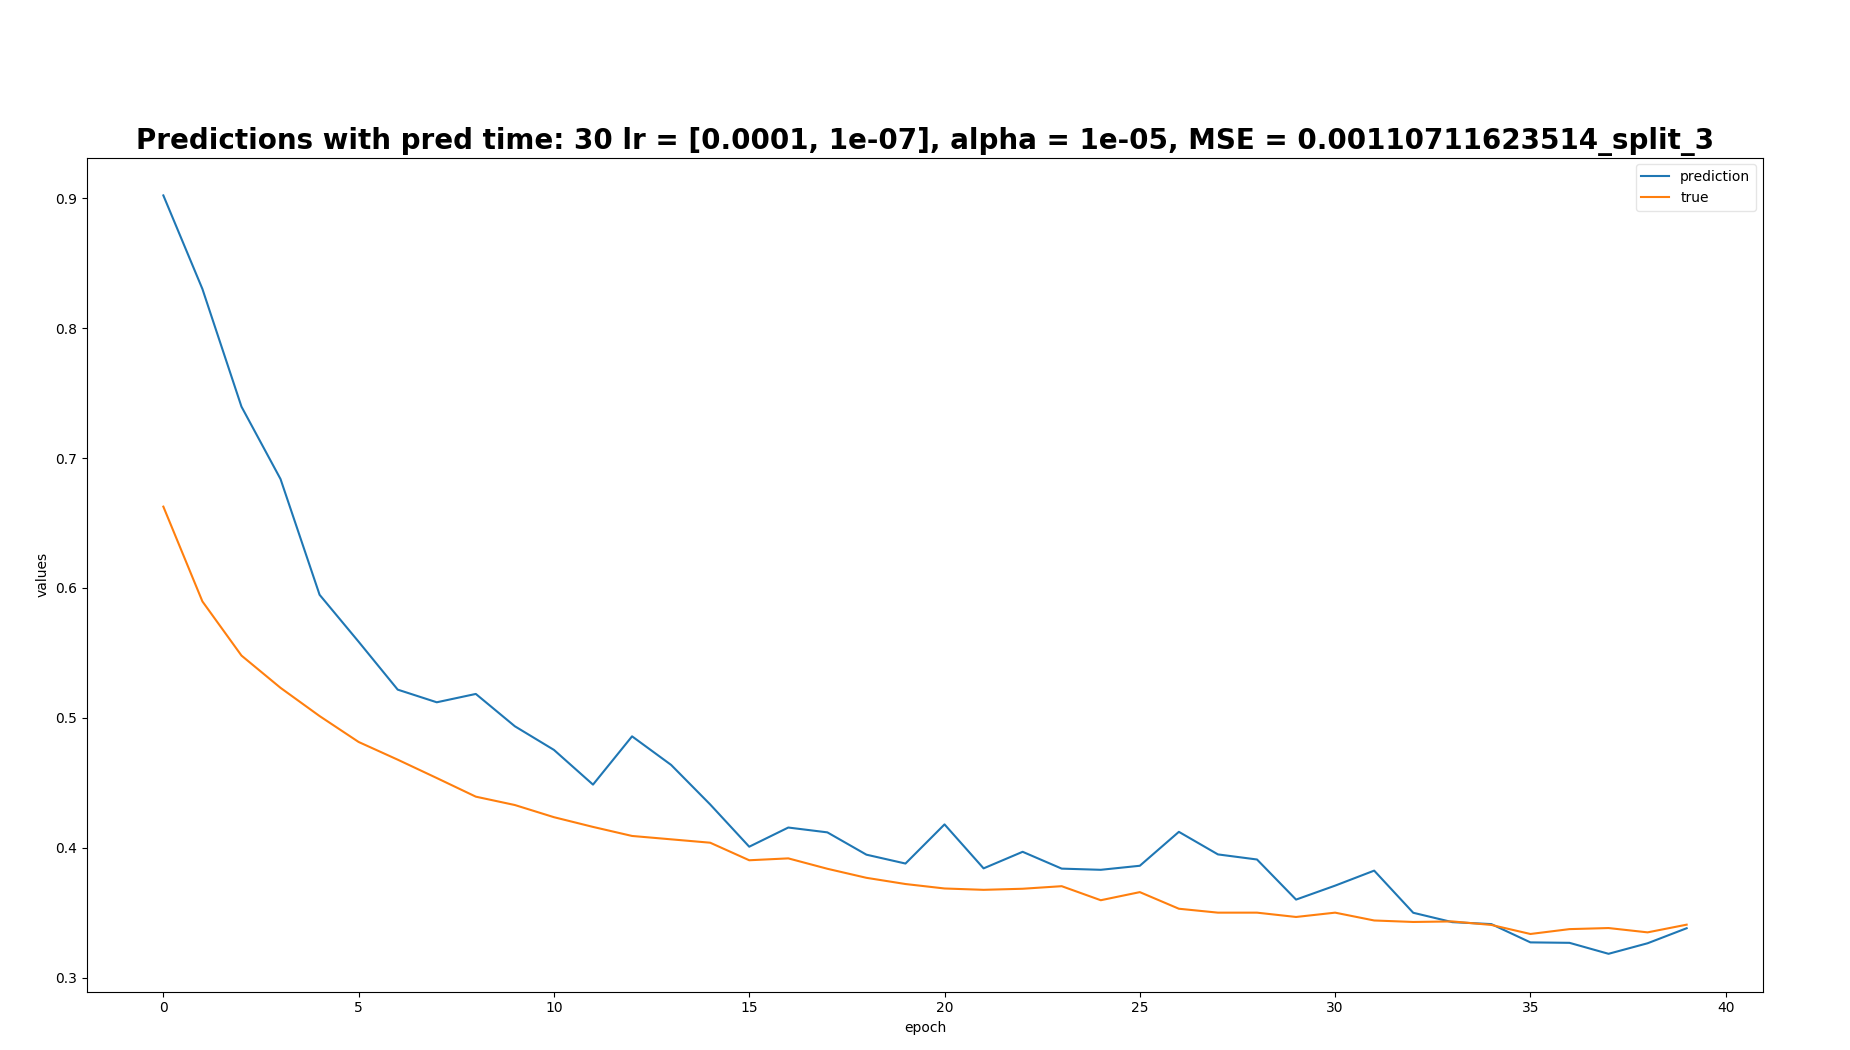 Predictions with pred time: 30 lr = [0.0001, 1e-07], alpha = 1e-05, MSE = 0.00110711623514_split_3
prediction
true
0.9
0.8
0.7
0.6
0.5
0.4
0.3
values
0 5 10 15 20 25 30 35 40
epoch